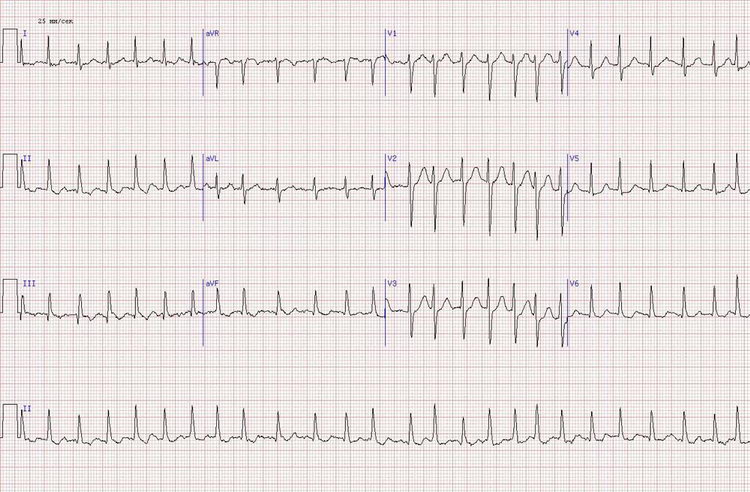 25 мм/сек
I aVR V1 V4
II aVL V2 V5
III aVF V3 V6
II